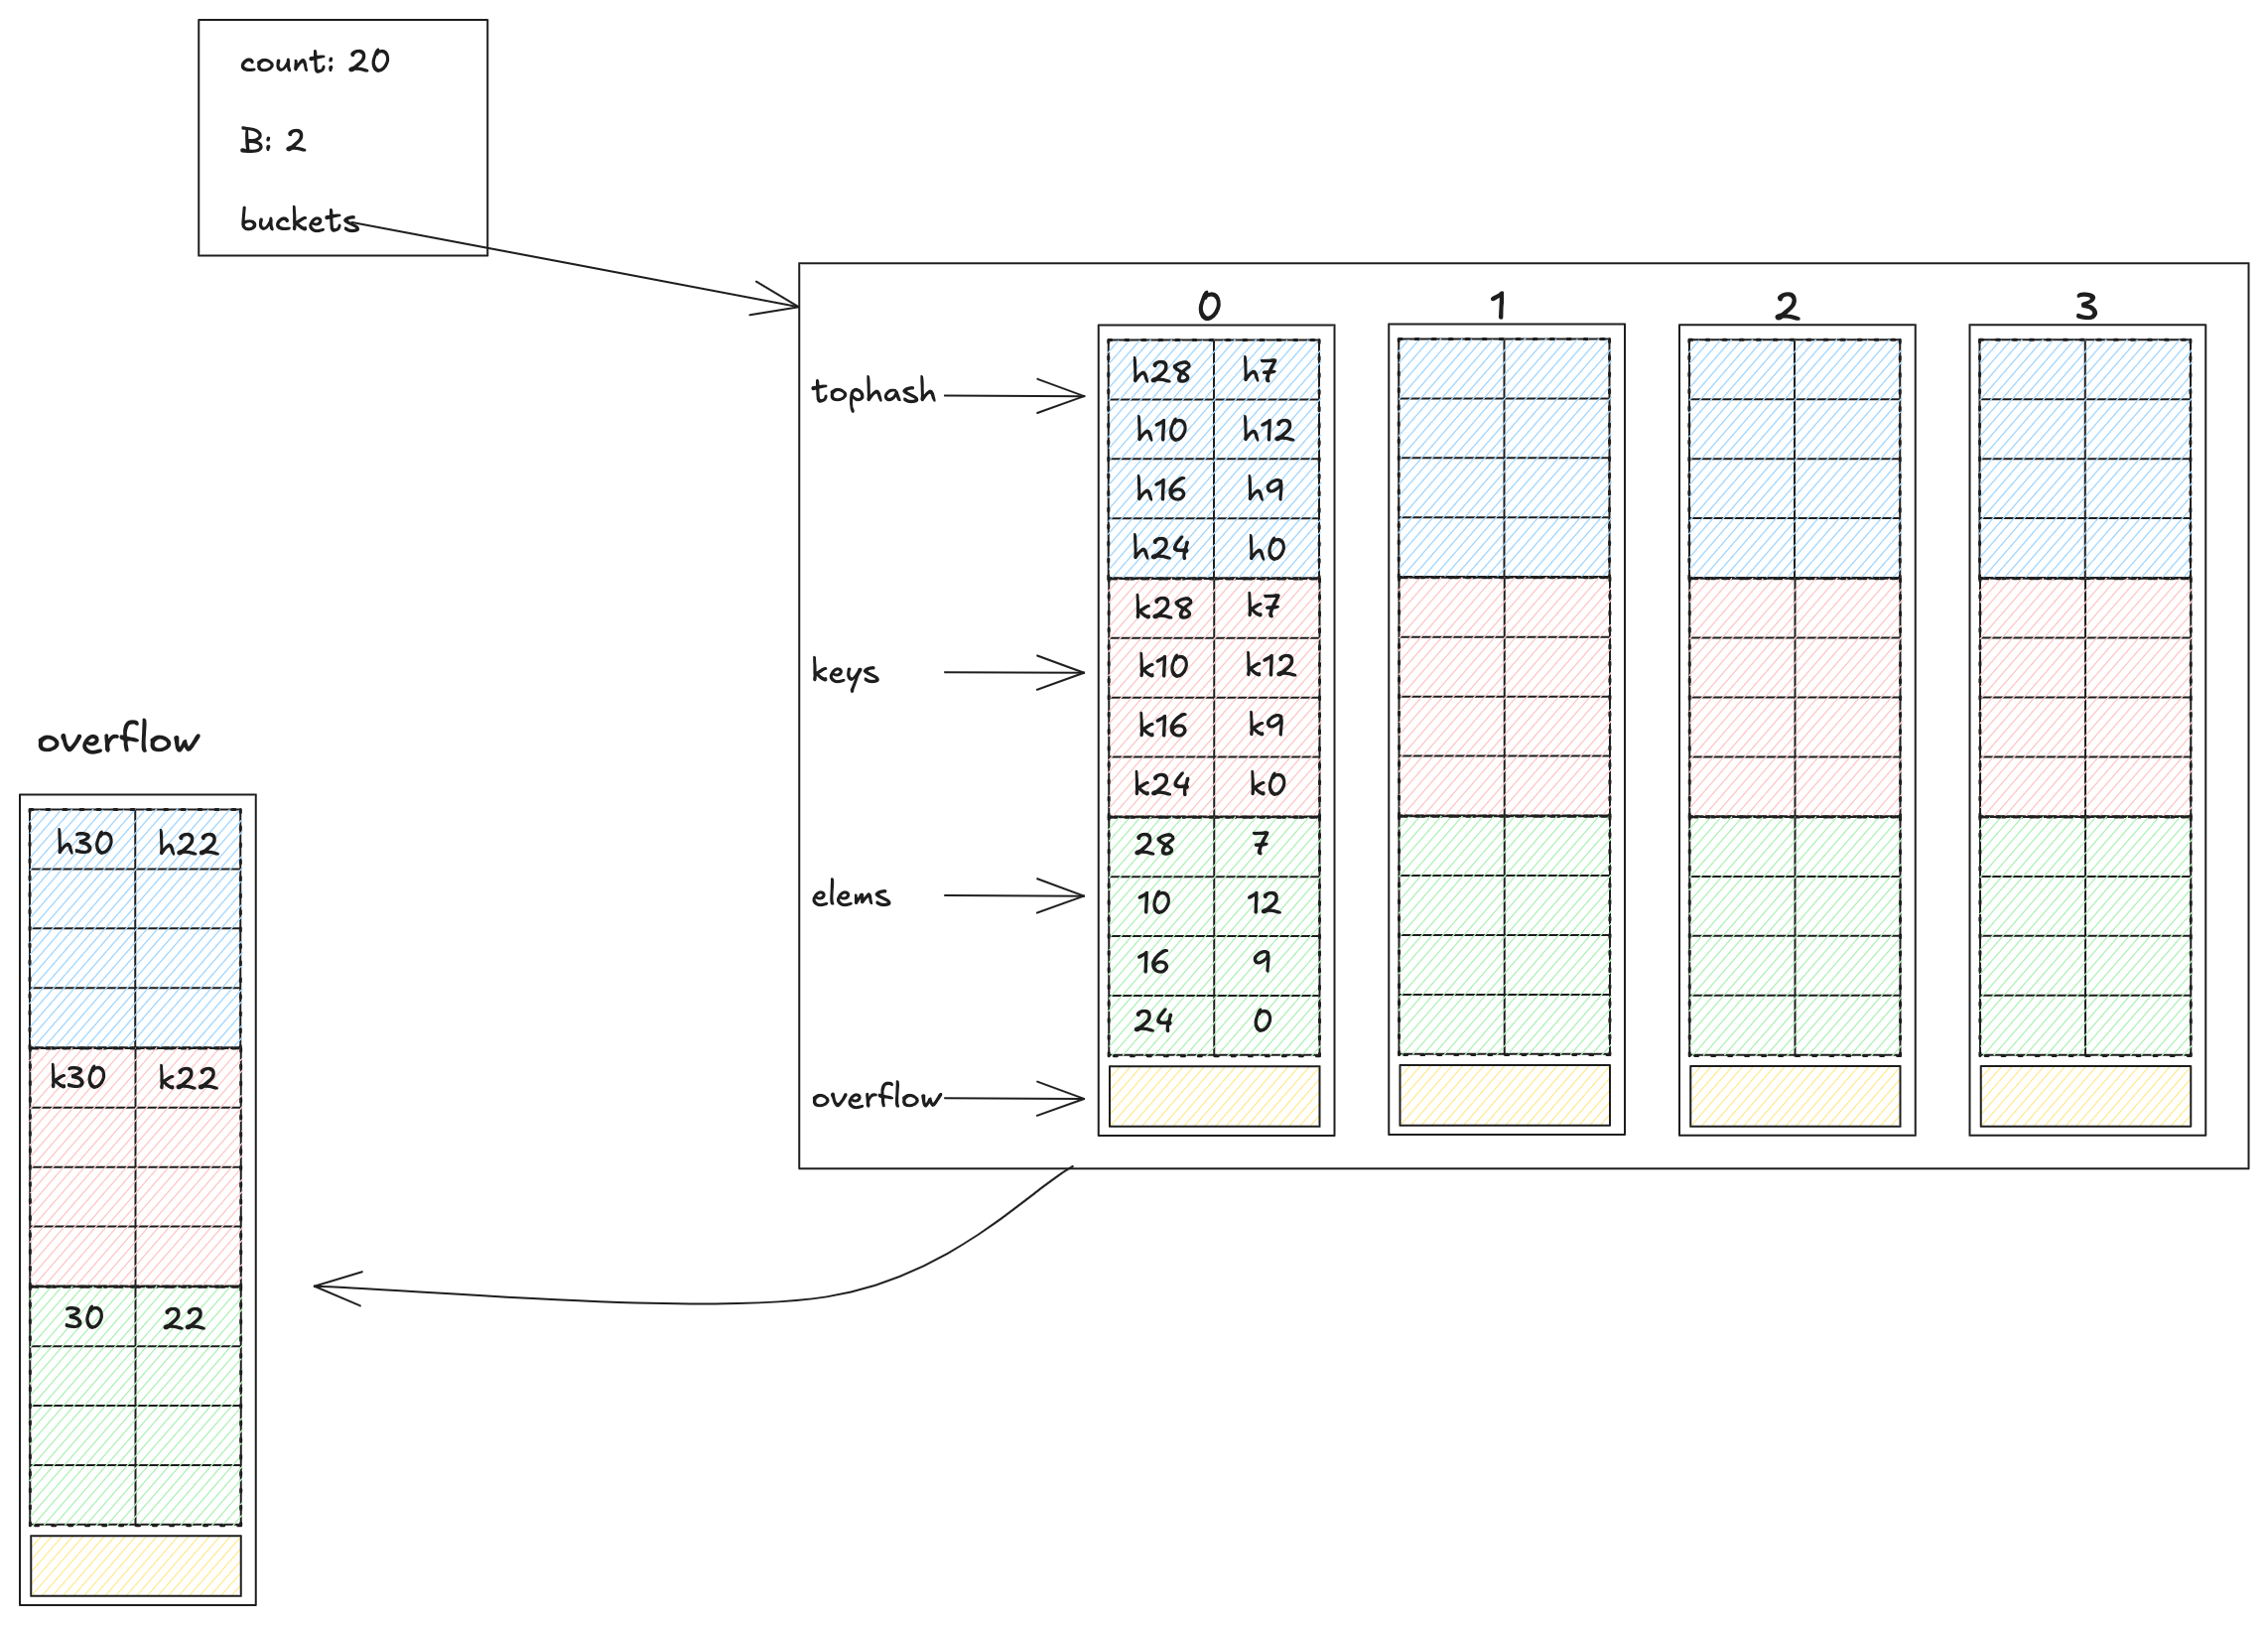 count: 20
B: 2
buckets
0 1 2 3
tophash
h28 h7
h10 h12
h16 h9
h24 h0
keys
k28 k7
k10 k12
k16 k9
k24 k0
elems
28 7
10 12
16 9
24 0
overflow
overflow
h30 h22
k30 k22
30 22